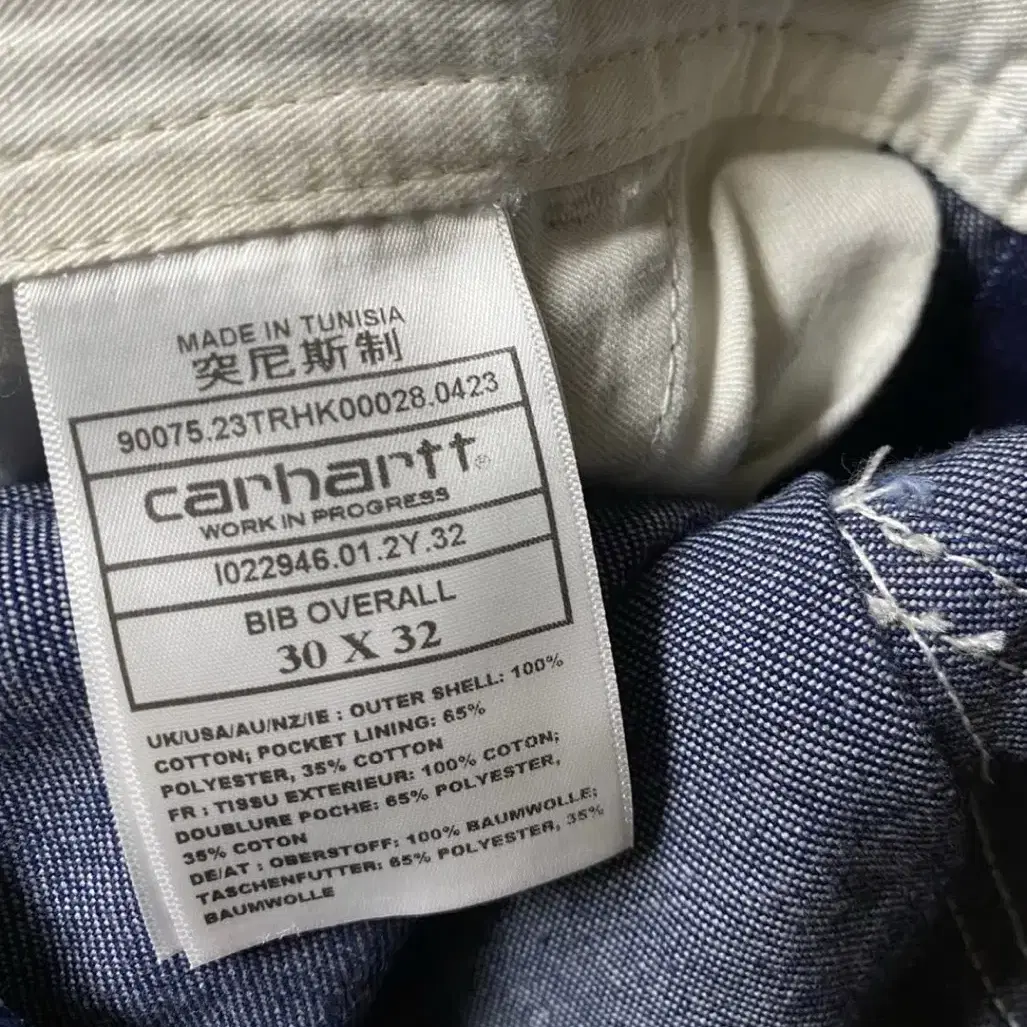 MADE IN TUNISIA
突尼斯制
90075.23TRHK00028.0423
carhartt®
WORK IN PROGRESS
I022946.01.2Y.32
BIB OVERALL
30 X 32
UK/USA/AU/NZ/IE : OUTER SHELL: 100%
COTTON; POCKET LINING: 65%
POLYESTER, 35% COTTON
FR : TISSU EXTERIEUR: 100% COTON;
DOUBLURE POCHE: 65% POLYESTER,
35% COTON
DE/AT : OBERSTOFF: 100% BAUMWOLLE;
TASCHENFUTTER: 65% POLYESTER, 35%
BAUMWOLLE